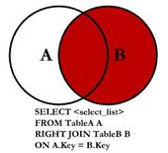 A B
SELECT <select_list>
FROM TableA A
RIGHT JOIN TableB B
ON A.Key = B.Key